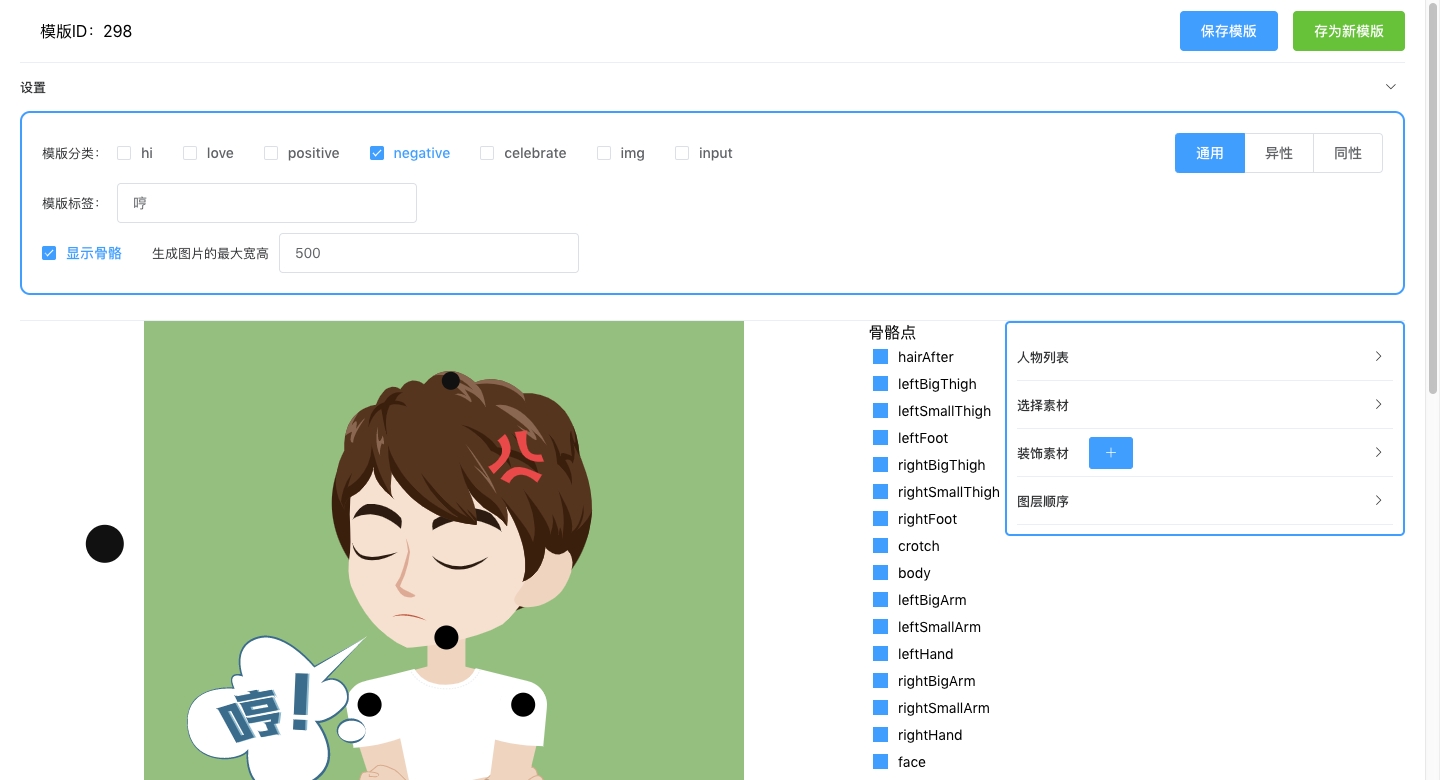 模版ID：298
保存模版
存为新模版
设置
模版分类：
hi
love
positive
negative
celebrate
img
input
通用
异性
同性
模版标签：
哼
显示骨骼
生成图片的最大宽高
500
骨骼点
hairAfter
leftBigThigh
leftSmallThigh
leftFoot
rightBigThigh
rightSmallThigh
rightFoot
crotch
body
leftBigArm
leftSmallArm
leftHand
rightBigArm
rightSmallArm
rightHand
face
人物列表
选择素材
装饰素材
图层顺序
哼!